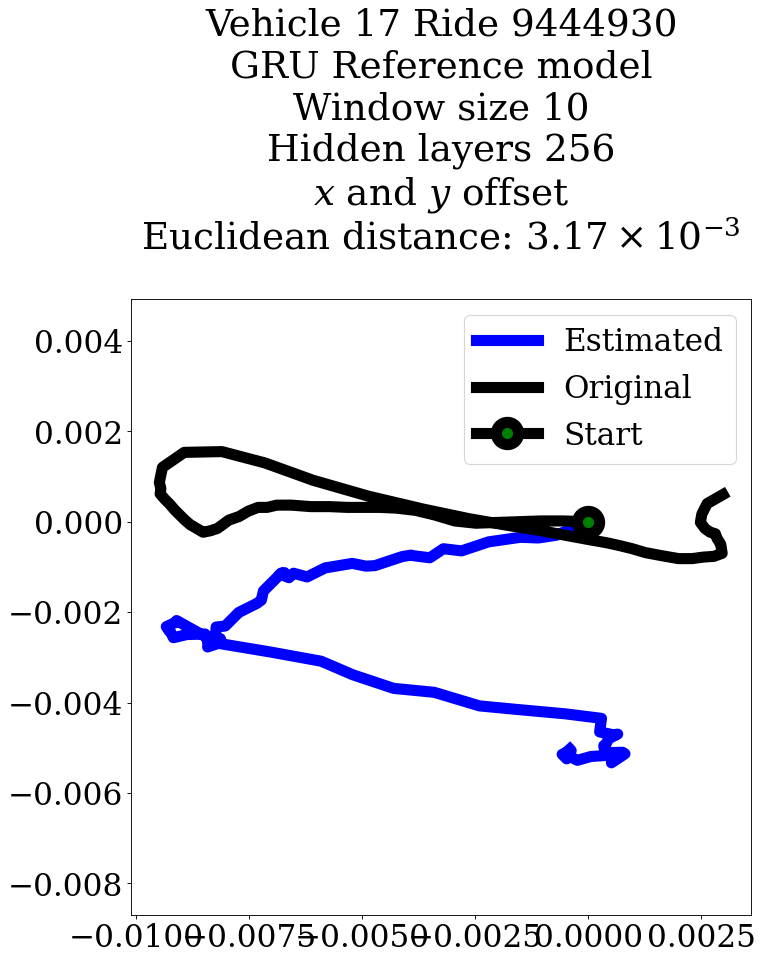 Vehicle 17 Ride 9444930
GRU Reference model
Window size 10
Hidden layers 256
x and y offset
Euclidean distance: 3.17 × 10⁻³
Estimated
Original
Start
0.004
0.002
0.000
−0.002
−0.004
−0.006
−0.008
−0.0100 −0.0075 −0.0050 −0.0025 0.0000 0.0025